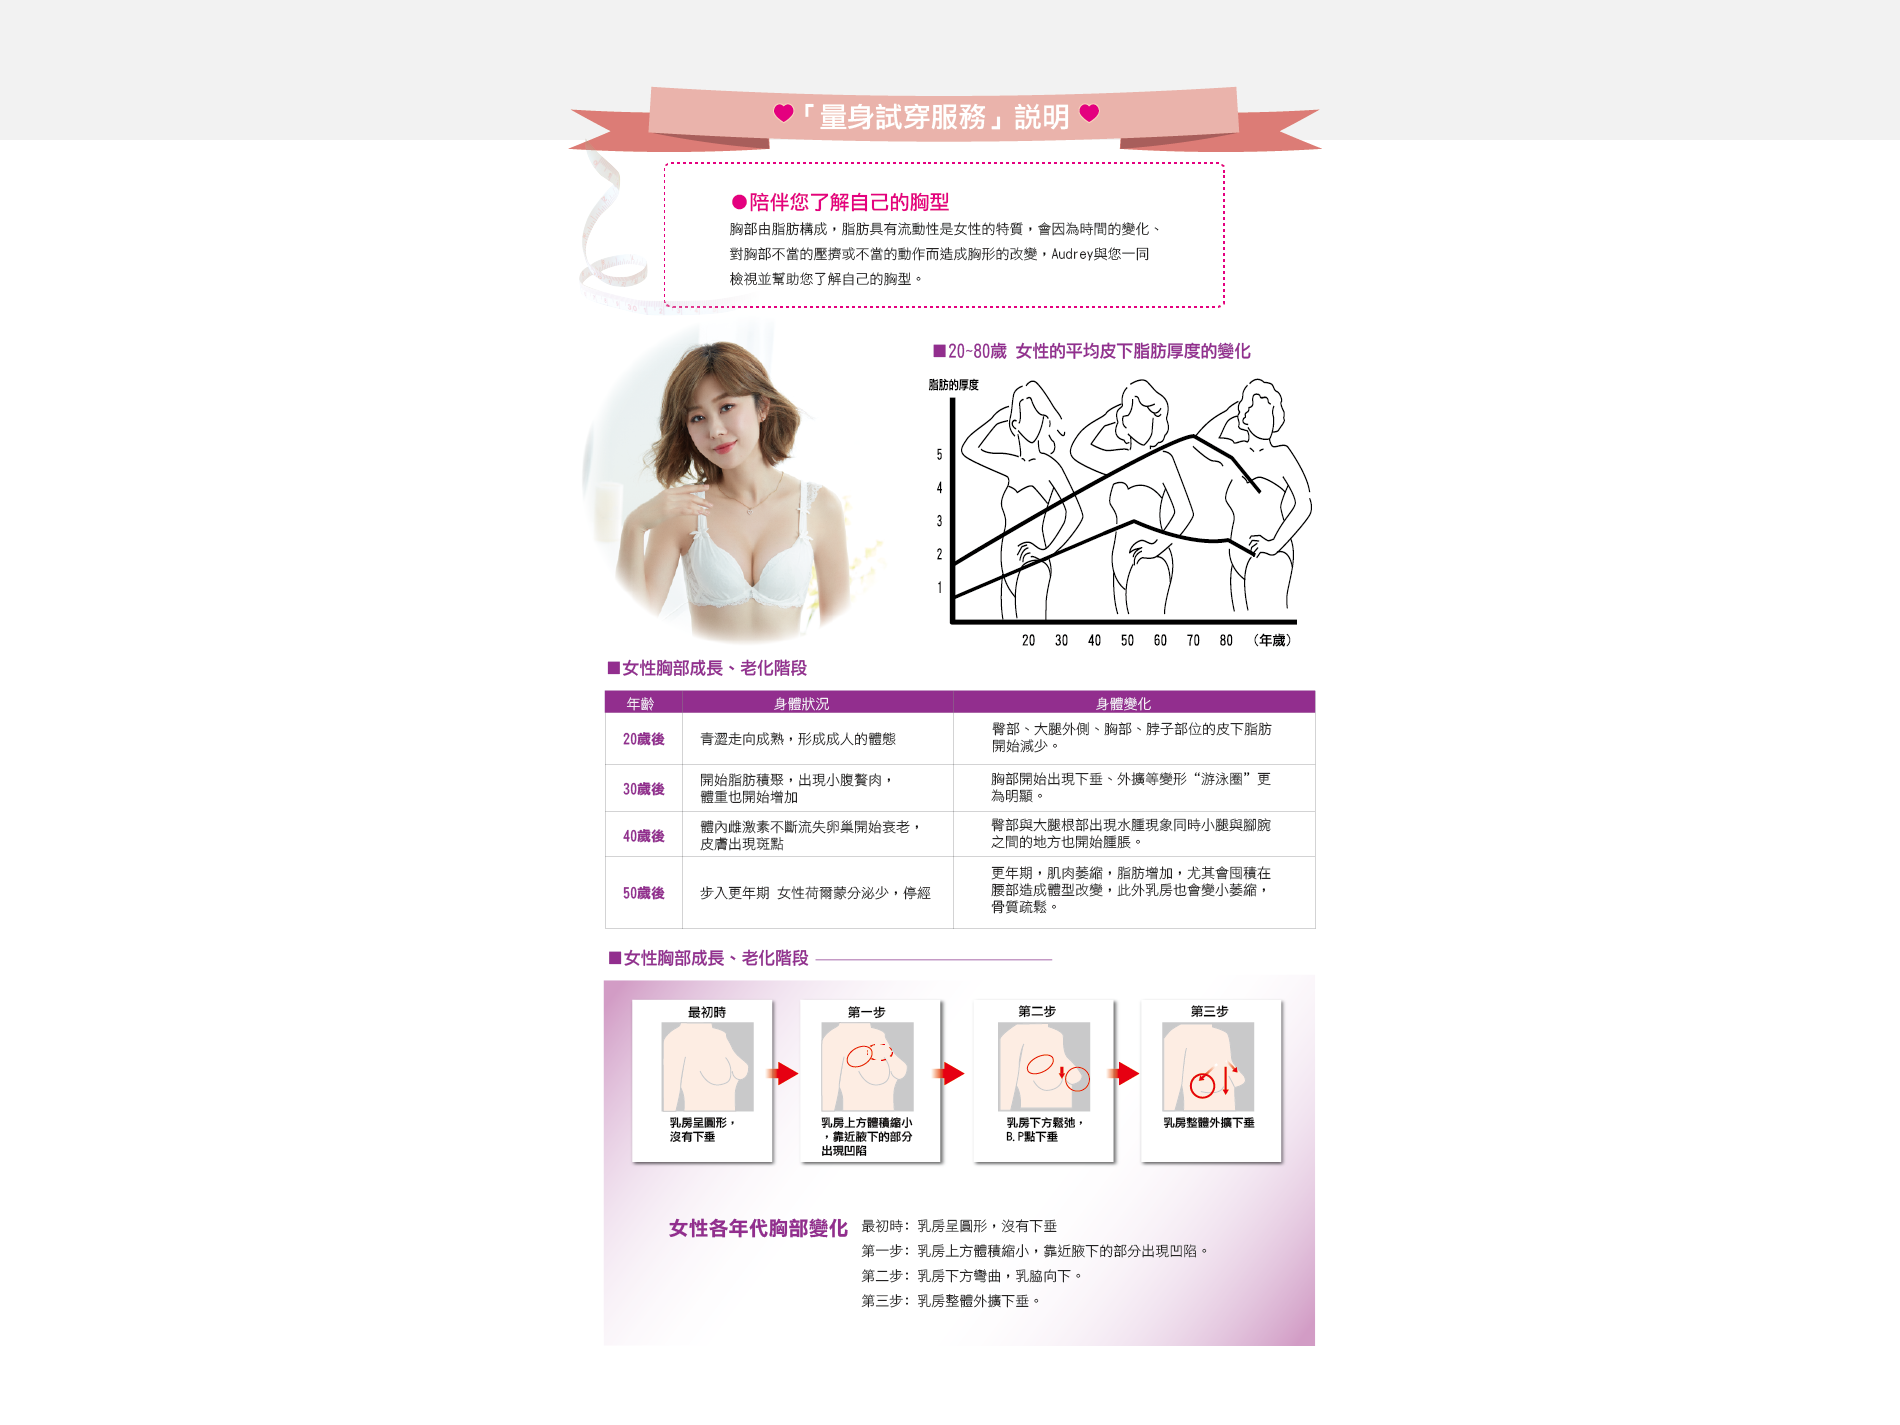 「量身試穿服務」説明
●陪伴您了解自己的胸型
胸部由脂肪構成，脂肪具有流動性是女性的特質，會因為時間的變化、
對胸部不當的壓擠或不當的動作而造成胸形的改變，Audrey與您一同
檢視並幫助您了解自己的胸型。
■20~80歲 女性的平均皮下脂肪厚度的變化
脂肪的厚度
5
4
3
2
1
20 30 40 50 60 70 80 （年歲）
■女性胸部成長、老化階段
年齡 身體狀況 身體變化
20歲後 青澀走向成熟，形成成人的體態
臀部、大腿外側、胸部、脖子部位的皮下脂肪
開始減少。
30歲後
開始脂肪積聚，出現小腹贅肉，
體重也開始增加
胸部開始出現下垂、外擴等變形“游泳圈”更
為明顯。
40歲後
體內雌激素不斷流失卵巢開始衰老，
皮膚出現斑點
臀部與大腿根部出現水腫現象同時小腿與腳腕
之間的地方也開始腫脹。
50歲後 步入更年期 女性荷爾蒙分泌少，停經
更年期，肌肉萎縮，脂肪增加，尤其會囤積在
腰部造成體型改變，此外乳房也會變小萎縮，
骨質疏鬆。
■女性胸部成長、老化階段
最初時
乳房呈圓形，
沒有下垂
第一步
乳房上方體積縮小
，靠近腋下的部分
出現凹陷
第二步
乳房下方鬆弛，
B.P點下垂
第三步
乳房整體外擴下垂
女性各年代胸部變化
最初時：乳房呈圓形，沒有下垂
第一步：乳房上方體積縮小，靠近腋下的部分出現凹陷。
第二步：乳房下方彎曲，乳脇向下。
第三步：乳房整體外擴下垂。